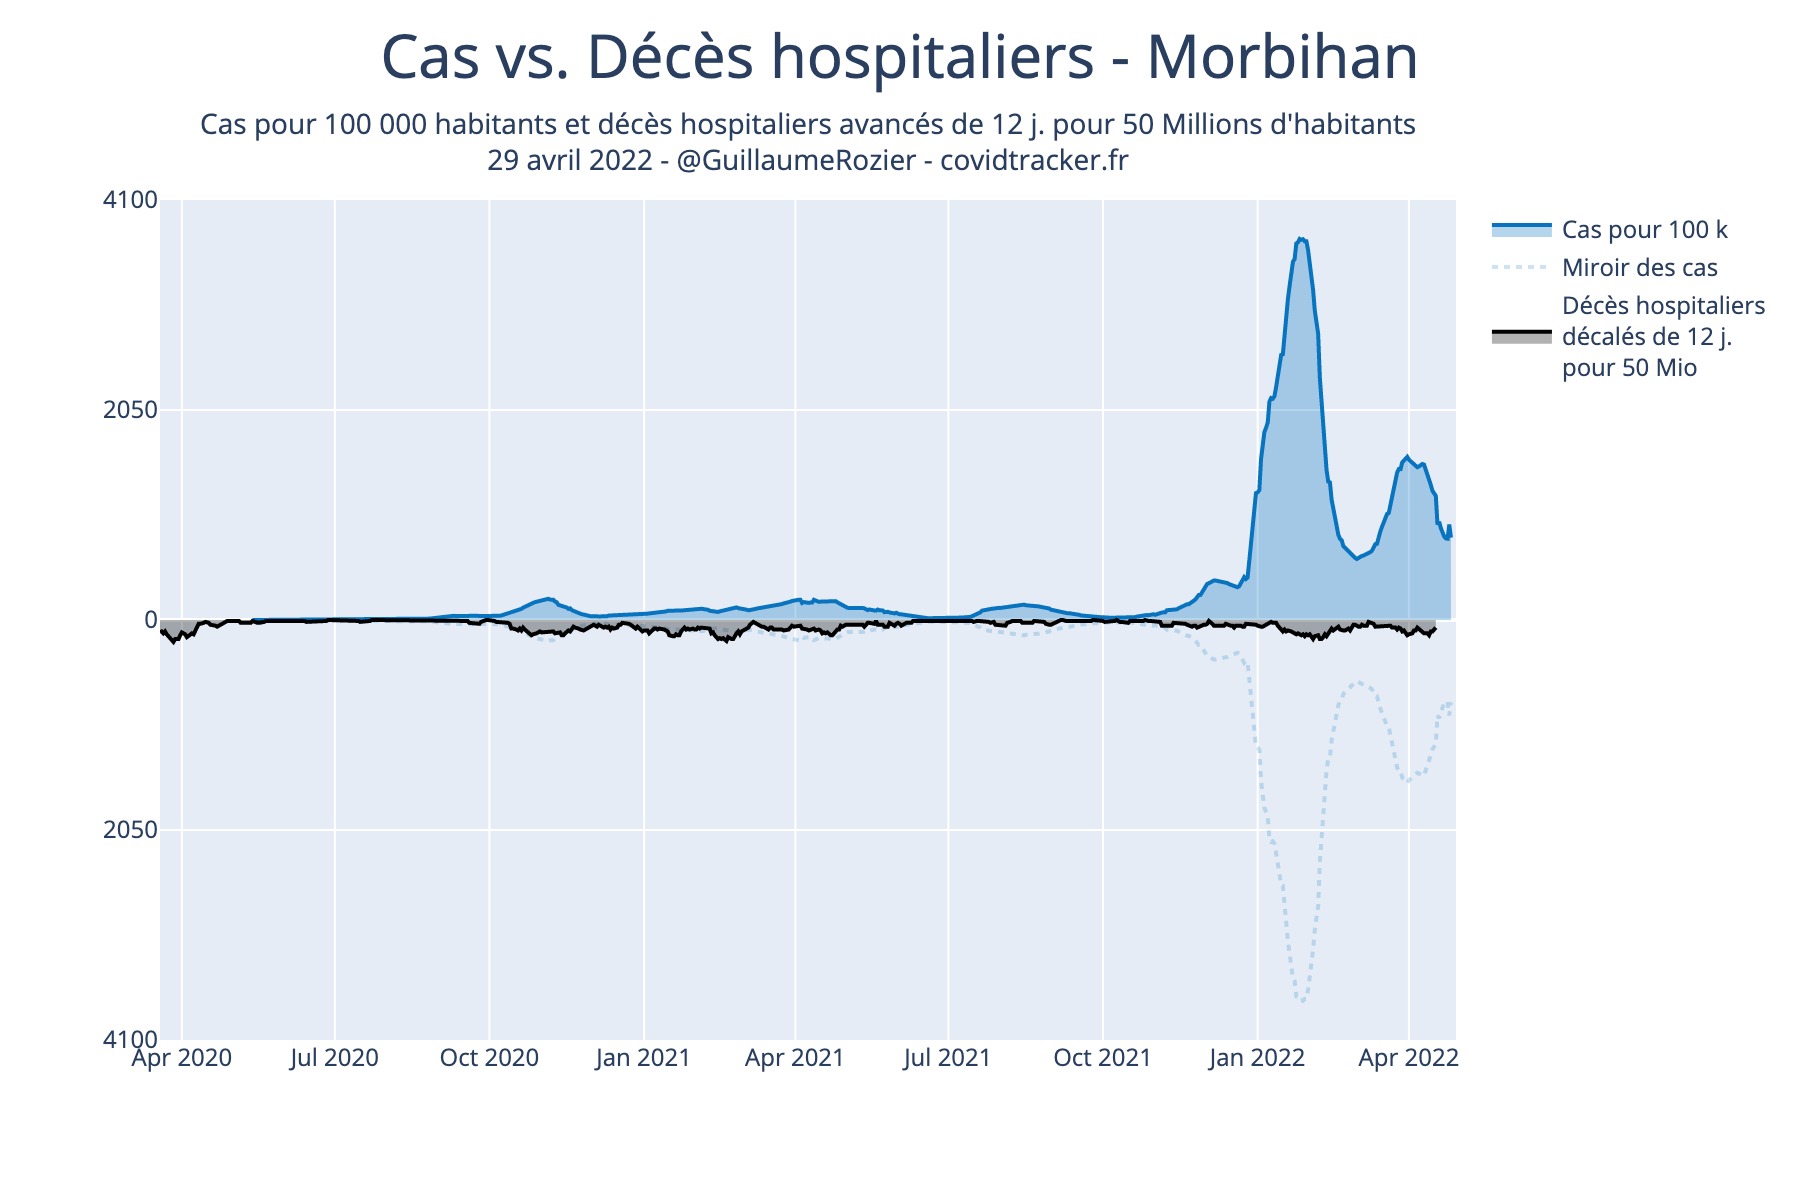 Cas vs. Décès hospitaliers - Morbihan
Cas pour 100 000 habitants et décès hospitaliers avancés de 12 j. pour 50 Millions d'habitants
29 avril 2022 - @GuillaumeRozier - covidtracker.fr
4100
2050
0
2050
4100
Apr 2020
Jul 2020
Oct 2020
Jan 2021
Apr 2021
Jul 2021
Oct 2021
Jan 2022
Apr 2022
Cas pour 100 k
Miroir des cas
Décès hospitaliers
décalés de 12 j.
pour 50 Mio